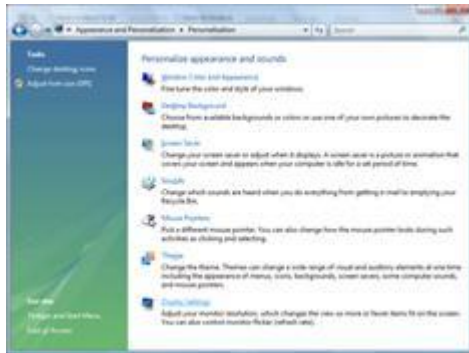 Appearance and Personalization ▸ Personalization
Tasks
Change desktop icons
Adjust font size (DPI)
Personalize appearance and sounds
Window Color and Appearance
Fine tune the color and style of your windows.
Desktop Background
Choose from available backgrounds or colors or use one of your own pictures to decorate the
desktop.
Screen Saver
Change your screen saver or adjust when it displays. A screen saver is a picture or animation that
covers your screen and appears when your computer is idle for a set period of time.
Sounds
Change which sounds are heard when you do everything from getting e-mail to emptying your
Recycle Bin.
Mouse Pointers
Pick a different mouse pointer. You can also change how the mouse pointer looks during such
activities as clicking and selecting.
Theme
Change the theme. Themes can change a wide range of visual and auditory elements at one time
including the appearance of menus, icons, backgrounds, screen savers, some computer sounds,
and mouse pointers.
Display Settings
Adjust your monitor resolution, which changes the view so more or fewer items fit on the screen.
You can also control monitor flicker (refresh rate).
See also
Taskbar and Start Menu
Ease of Access